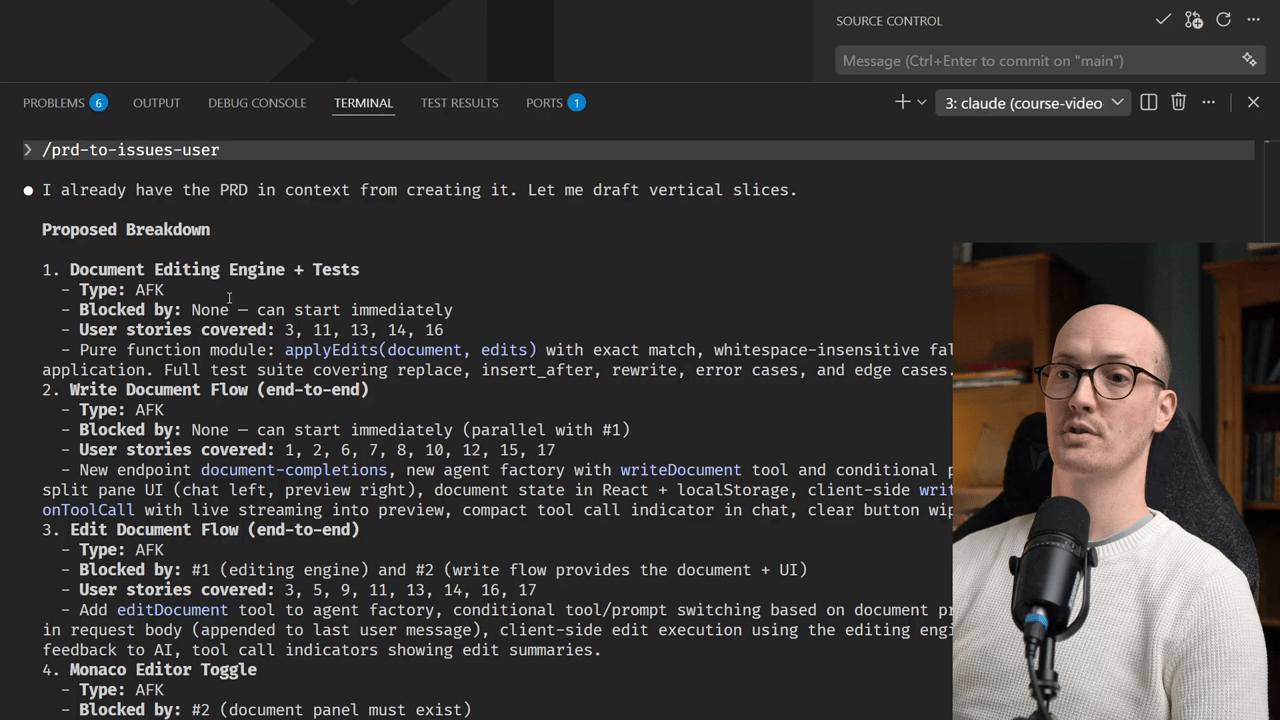 SOURCE CONTROL
Message (Ctrl+Enter to commit on "main")
PROBLEMS 6 OUTPUT DEBUG CONSOLE TERMINAL TEST RESULTS PORTS 1 3: claude (course-video
❯ /prd-to-issues-user
● I already have the PRD in context from creating it. Let me draft vertical slices.
Proposed Breakdown
1. Document Editing Engine + Tests
- Type: AFK
- Blocked by: None — can start immediately
- User stories covered: 3, 11, 13, 14, 16
- Pure function module: applyEdits(document, edits) with exact match, whitespace-insensitive
application. Full test suite covering replace, insert_after, rewrite, error cases, and edge cases.
2. Write Document Flow (end-to-end)
- Type: AFK
- Blocked by: None — can start immediately (parallel with #1)
- User stories covered: 1, 2, 6, 7, 8, 10, 12, 15, 17
- New endpoint document-completions, new agent factory with writeDocument tool and conditional
split pane UI (chat left, preview right), document state in React + localStorage, client-side
onToolCall with live streaming into preview, compact tool call indicator in chat, clear button
3. Edit Document Flow (end-to-end)
- Type: AFK
- Blocked by: #1 (editing engine) and #2 (write flow provides the document + UI)
- User stories covered: 3, 5, 9, 11, 13, 14, 16, 17
- Add editDocument tool to agent factory, conditional tool/prompt switching based on document
in request body (appended to last user message), client-side edit execution using the editing
feedback to AI, tool call indicators showing edit summaries.
4. Monaco Editor Toggle
- Type: AFK
- Blocked by: #2 (document panel must exist)